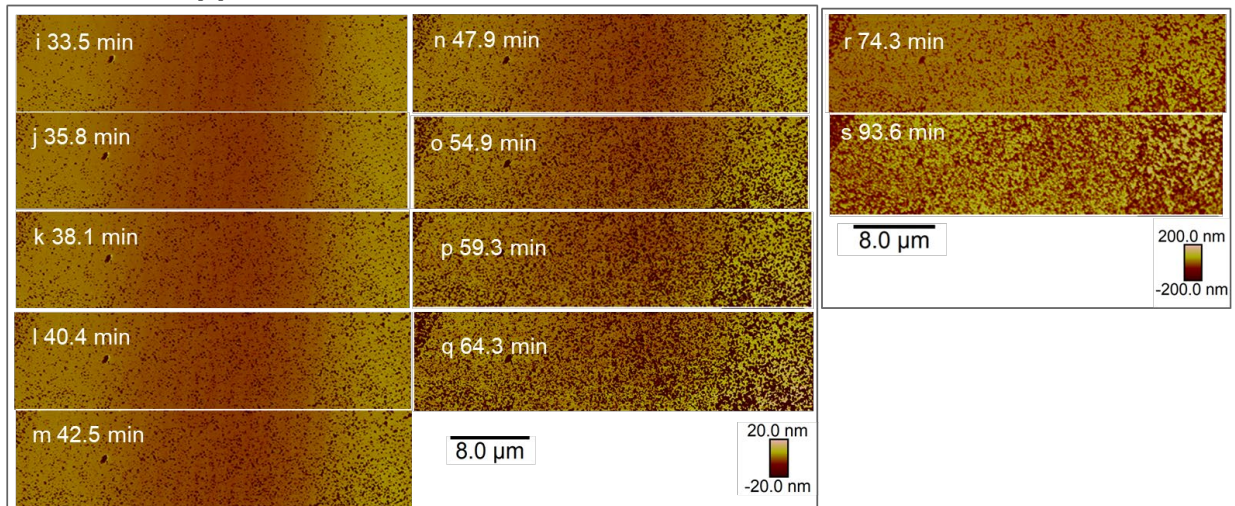 i 33.5 min
j 35.8 min
k 38.1 min
l 40.4 min
m 42.5 min
n 47.9 min
o 54.9 min
p 59.3 min
q 64.3 min
8.0 µm
20.0 nm
-20.0 nm
r 74.3 min
s 93.6 min
8.0 µm
200.0 nm
-200.0 nm